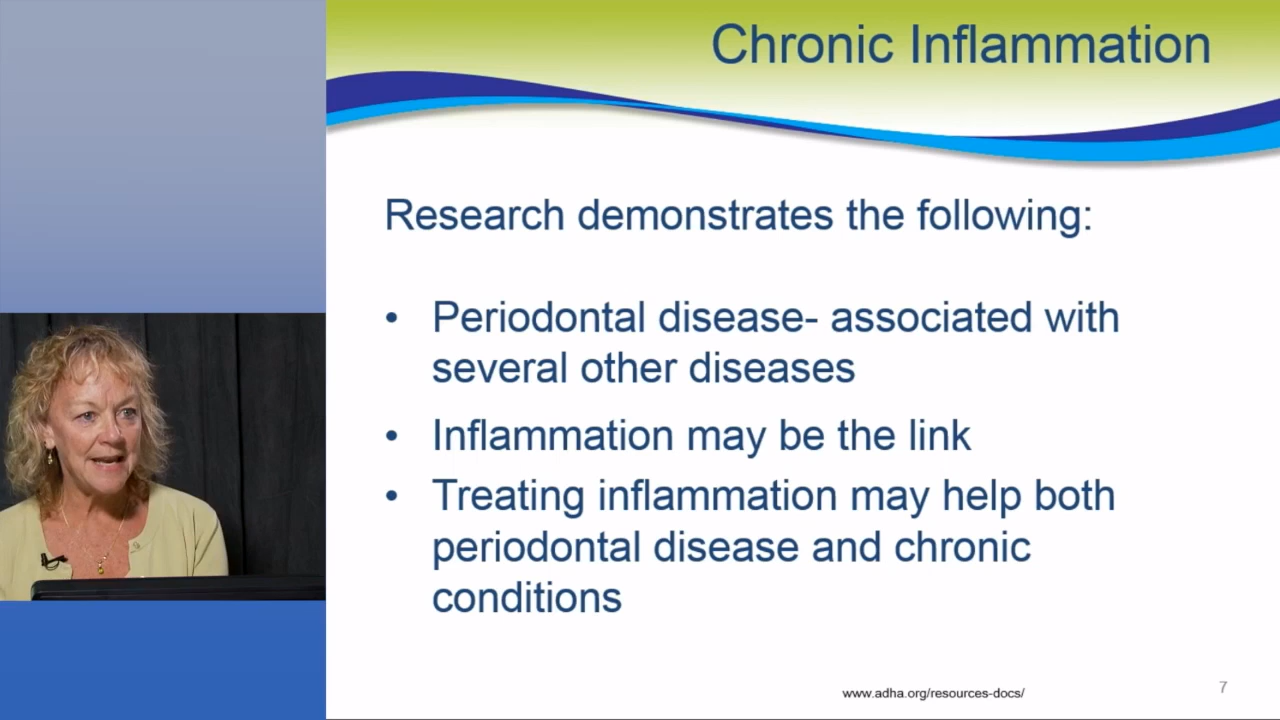 Chronic Inflammation
Research demonstrates the following:
• Periodontal disease- associated with
several other diseases
• Inflammation may be the link
• Treating inflammation may help both
periodontal disease and chronic
conditions
www.adha.org/resources-docs/
7